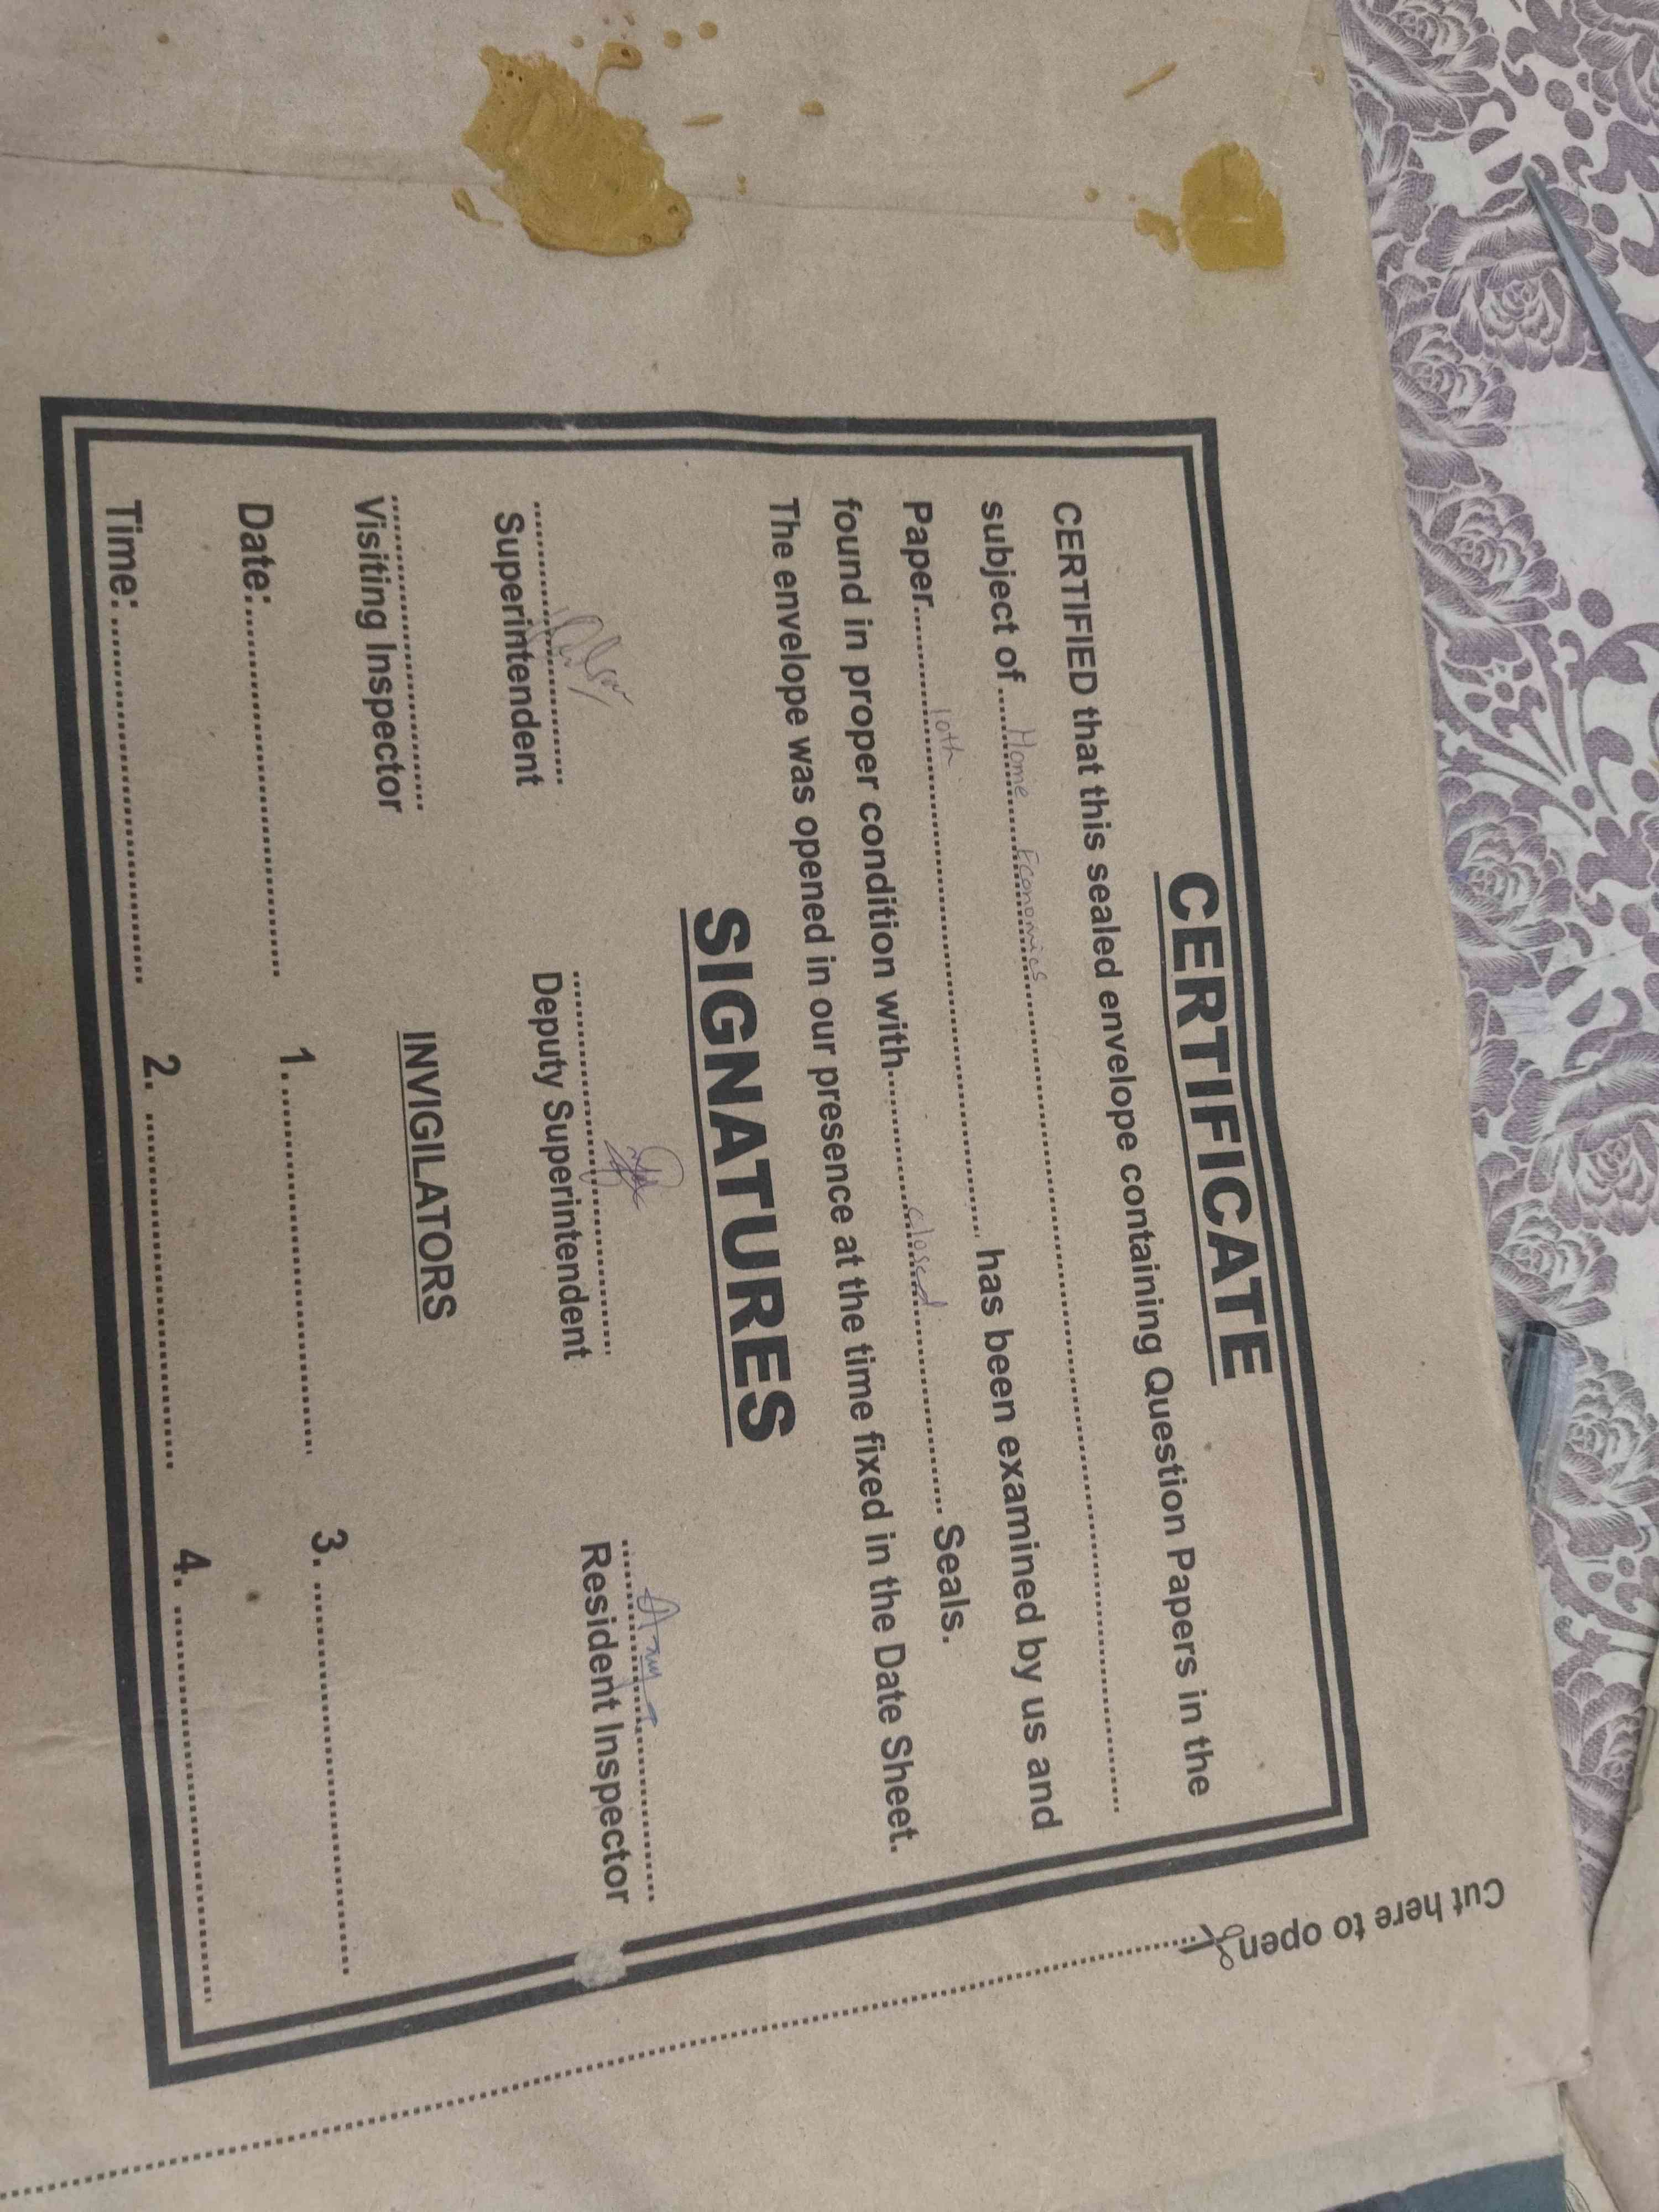 CERTIFICATE
CERTIFIED that this sealed envelope containing Question Papers in the
subject of.......Home Economics..............................
Paper..........10th.............................. has been examined by us and
found in proper condition with..............closed.................... Seals.
The envelope was opened in our presence at the time fixed in the Date Sheet.
SIGNATURES
Superintendent Deputy Superintendent Resident Inspector
Visiting Inspector
INVIGILATORS
Date:.............................. 1............................... 3...............................
Time:.............................. 2. .............................. 4. ..............................
Cut here to open